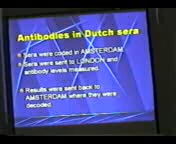 Antibodies in Dutch sera
Sera were coded in AMSTERDAM
Sera were sent to LONDON and
antibody levels measured.
Results were sent back to
AMSTERDAM where they were
decoded.